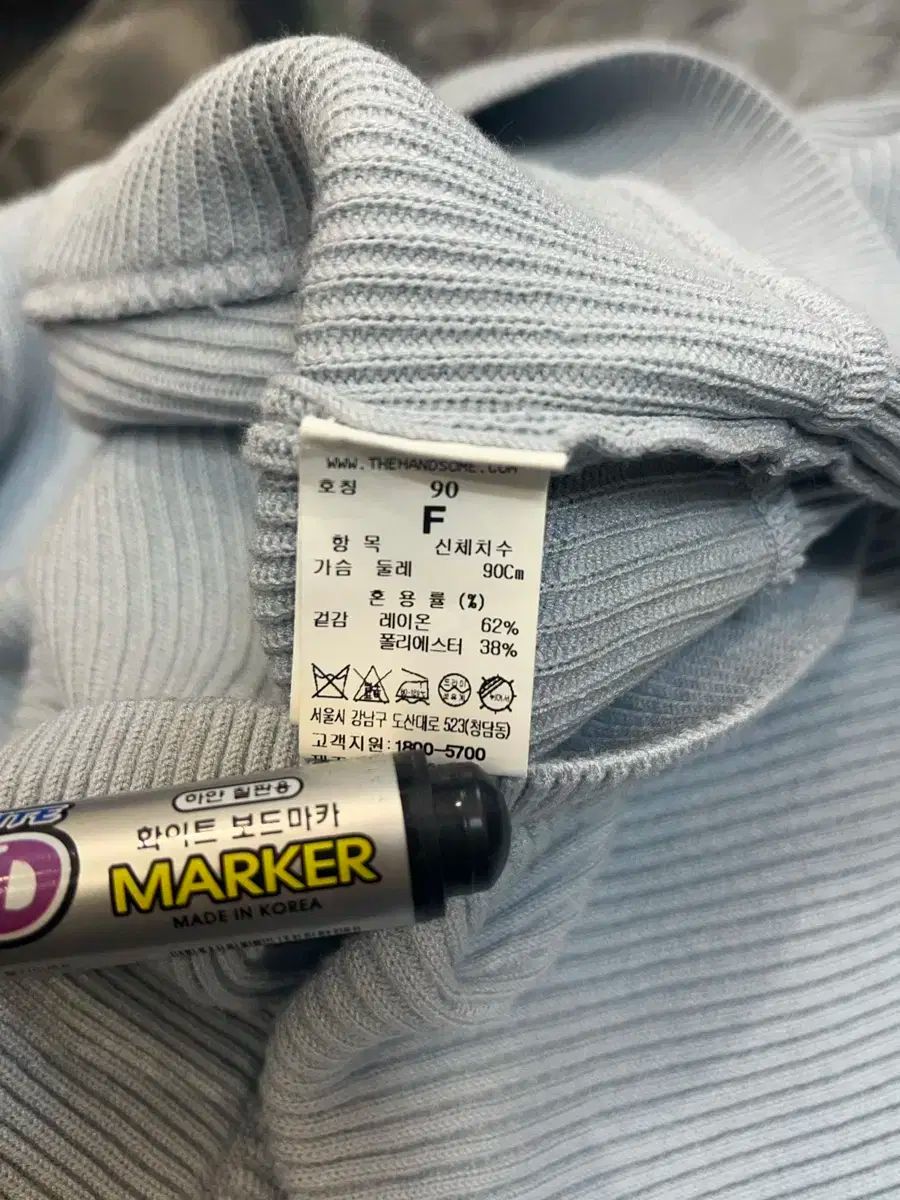 WWW.THEHANDSOME.COM
호칭 90
F
항 목 신체치수
가슴 둘레 90Cm
혼 용 률 (%)
겉감 레이온 62%
폴리에스터 38%
서울시 강남구 도산대로 523(청담동)
고객지원: 1800-5700
하얀 칠판용
화이트 보드마카
MARKER
MADE IN KOREA